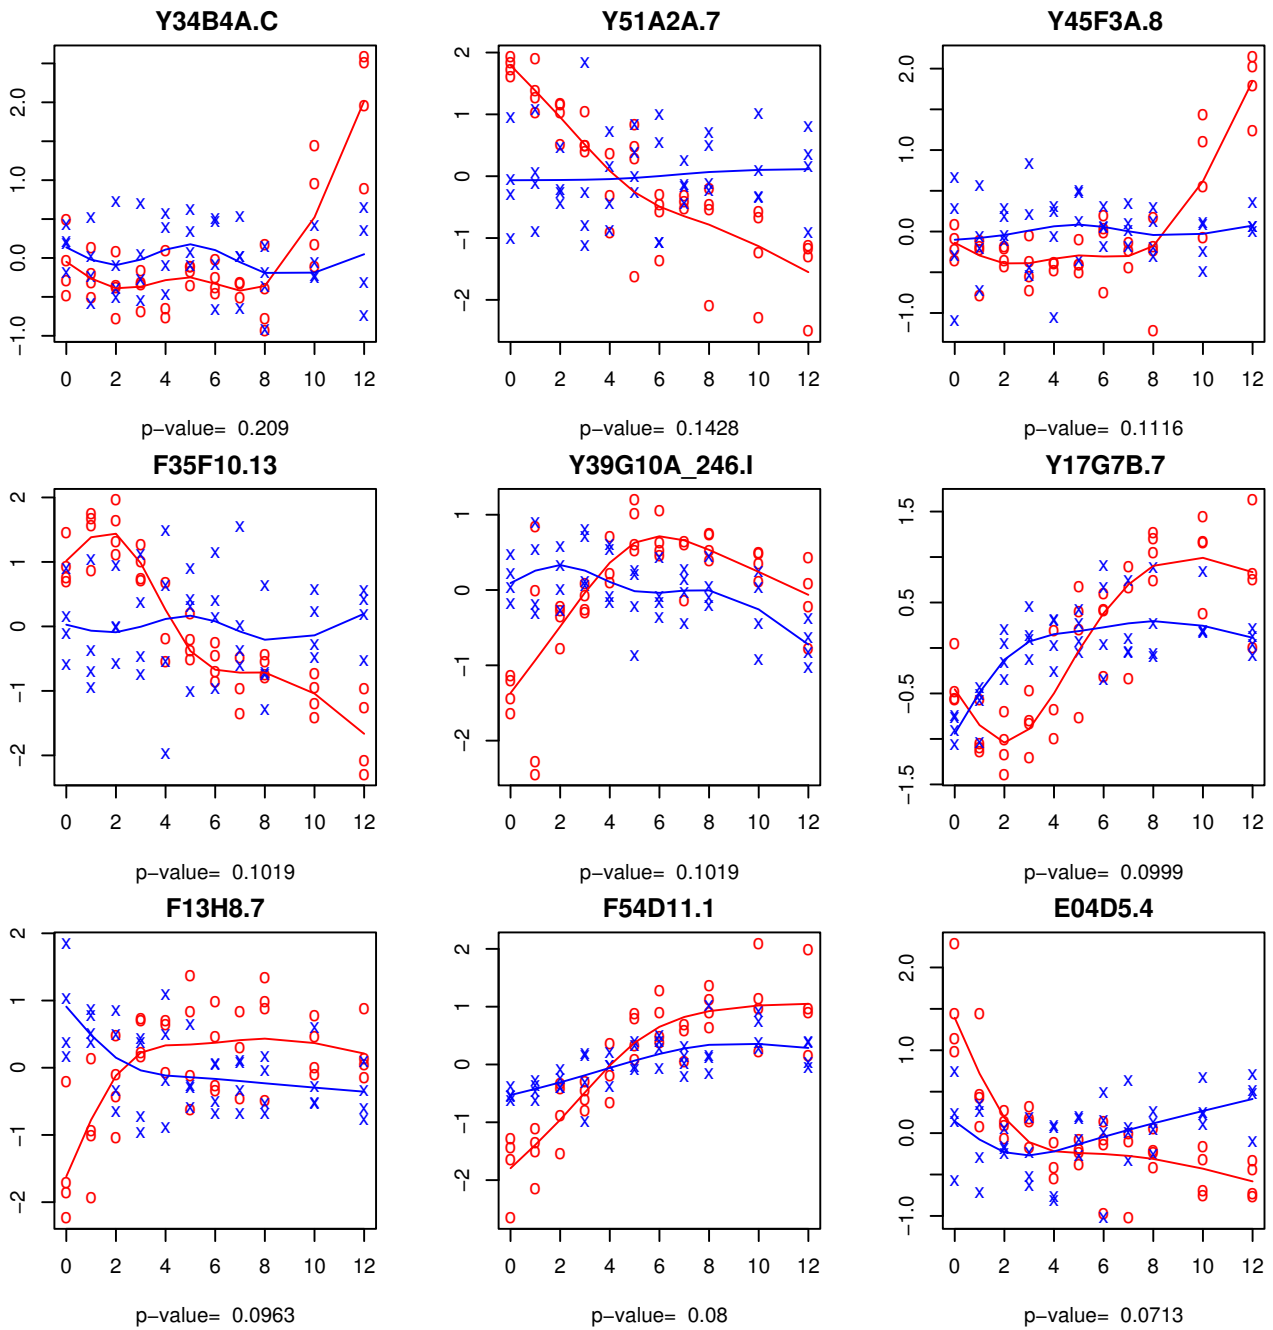 Y34B4A.C Y51A2A.7 Y45F3A.8
2.0 2 2.0
1.0 1 1.0
0.0 0 0.0
−1.0 −1 −1.0
−2
0 2 4 6 8 10 12 0 2 4 6 8 10 12 0 2 4 6 8 10 12
p−value= 0.209 p−value= 0.1428 p−value= 0.1116
F35F10.13 Y39G10A_246.I Y17G7B.7
2 1 1.5
1 0 0.5
0 −1 −0.5
−1 −2 −1.5
−2
0 2 4 6 8 10 12 0 2 4 6 8 10 12 0 2 4 6 8 10 12
p−value= 0.1019 p−value= 0.1019 p−value= 0.0999
F13H8.7 F54D11.1 E04D5.4
2 2 2.0
1 1 1.0
0 0 0.0
−1 −1 −1.0
−2 −2
0 2 4 6 8 10 12 0 2 4 6 8 10 12 0 2 4 6 8 10 12
p−value= 0.0963 p−value= 0.08 p−value= 0.0713